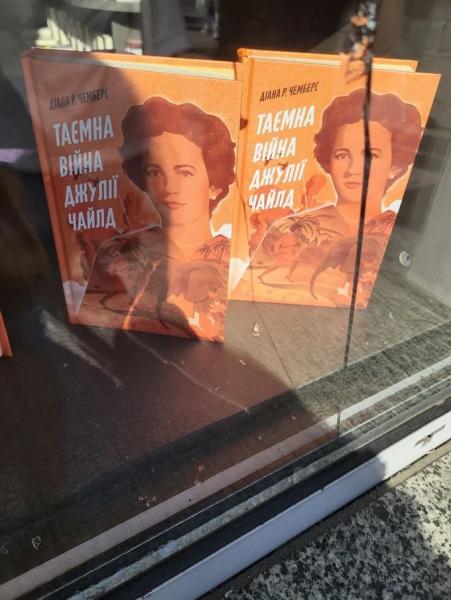 ДІАНА Р. ЧЕМБЕРС
ТАЄМНА
ВІЙНА
ДЖУЛІЇ
ЧАЙЛД
ДІАНА Р. ЧЕМБЕРС
ТАЄМНА
ВІЙНА
ДЖУЛІЇ
ЧАЙЛД